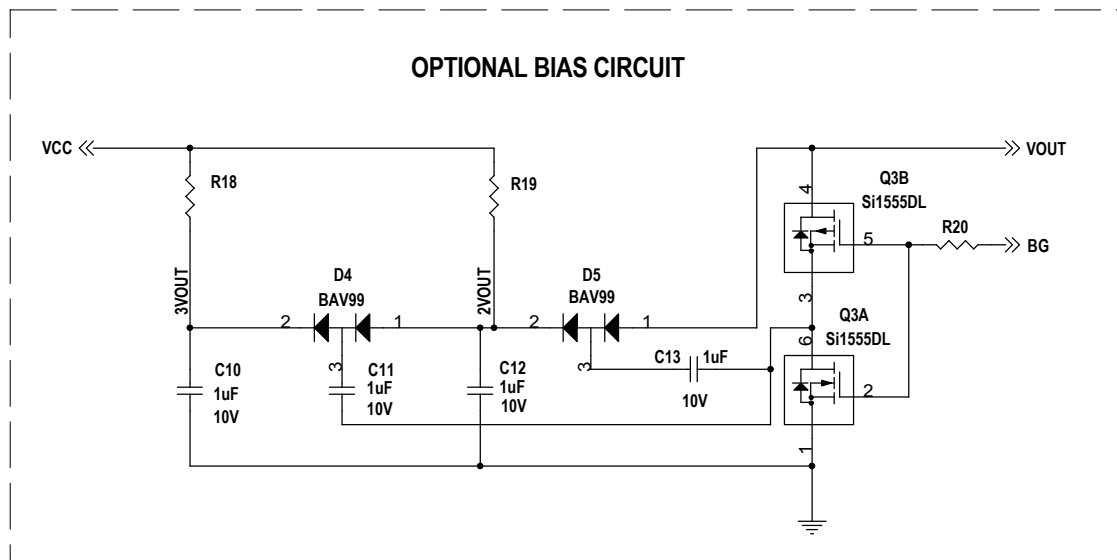 OPTIONAL BIAS CIRCUIT
VCC
VOUT
R18
R19
4
Q3B
Si1555DL
R20
5
BG
3VOUT
D4
BAV99
2VOUT
D5
BAV99
3
Q3A
Si1555DL
2
1
2
1
6
C10
1uF
10V
3
C11
1uF
10V
C12
1uF
10V
3
C13
1uF
10V
2
1